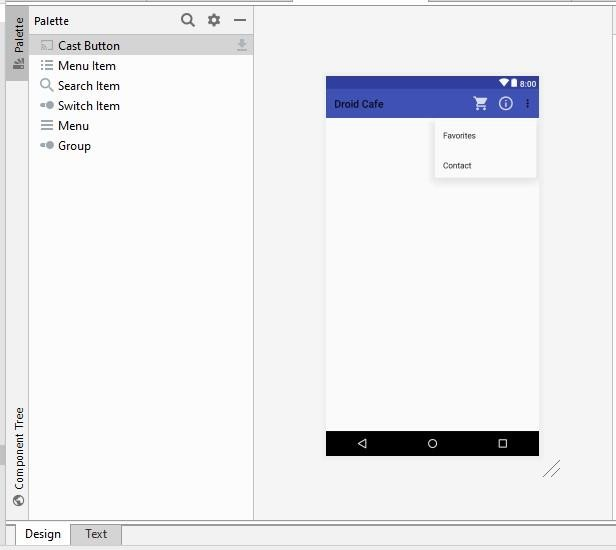 Palette
Palette
Cast Button
Menu Item
Search Item
Switch Item
Menu
Group
Component Tree
8:00
Droid Cafe
Favorites
Contact
Design
Text